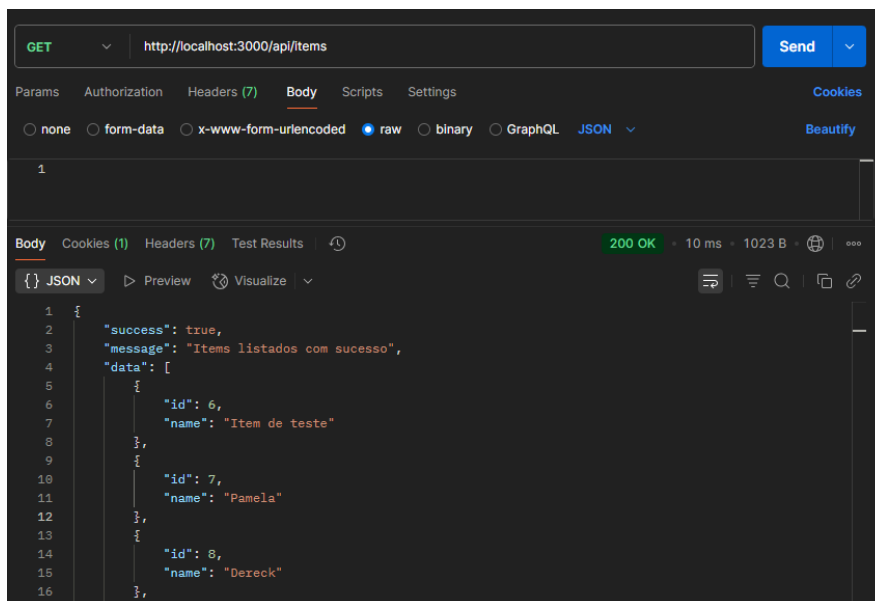 GET http://localhost:3000/api/items Send
Params Authorization Headers (7) Body Scripts Settings Cookies
none form-data x-www-form-urlencoded raw binary GraphQL JSON Beautify
1
Body Cookies (1) Headers (7) Test Results 200 OK • 10 ms • 1023 B •
{} JSON Preview Visualize
1 {
2 "success": true,
3 "message": "Items listados com sucesso",
4 "data": [
5 {
6 "id": 6,
7 "name": "Item de teste"
8 },
9 {
10 "id": 7,
11 "name": "Pamela"
12 },
13 {
14 "id": 8,
15 "name": "Dereck"
16 },